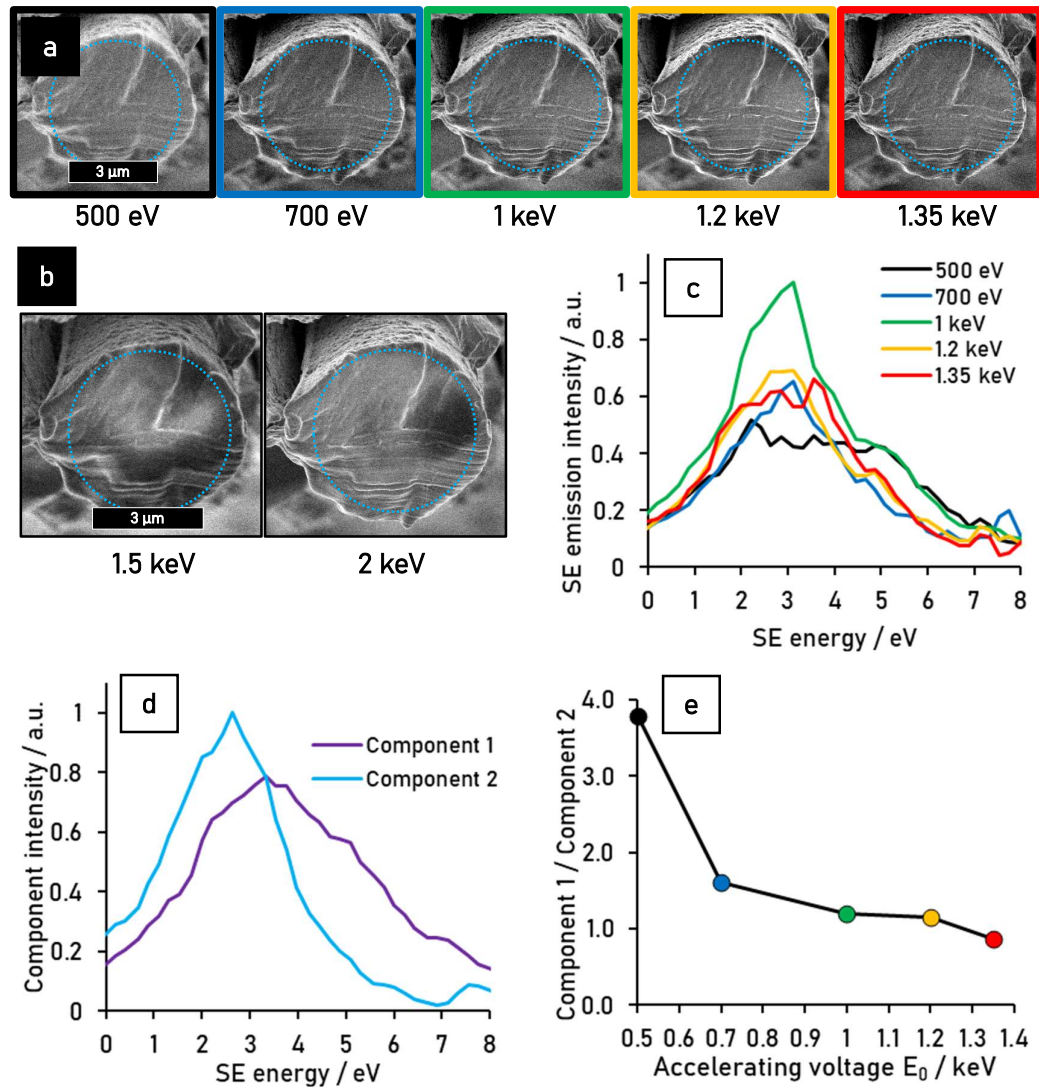 a
3 µm
500 eV
700 eV
1 keV
1.2 keV
1.35 keV
b
3 µm
1.5 keV
2 keV
c
SE emission intensity / a.u.
1
0.8
0.6
0.4
0.2
0
0 1 2 3 4 5 6 7 8
SE energy / eV
500 eV
700 eV
1 keV
1.2 keV
1.35 keV
d
Component intensity / a.u.
1
0.8
0.6
0.4
0.2
0
0 1 2 3 4 5 6 7 8
SE energy / eV
Component 1
Component 2
e
Component 1 / Component 2
4.0
3.0
2.0
1.0
0.0
0.5 0.6 0.7 0.8 0.9 1 1.1 1.2 1.3 1.4
Accelerating voltage E₀ / keV